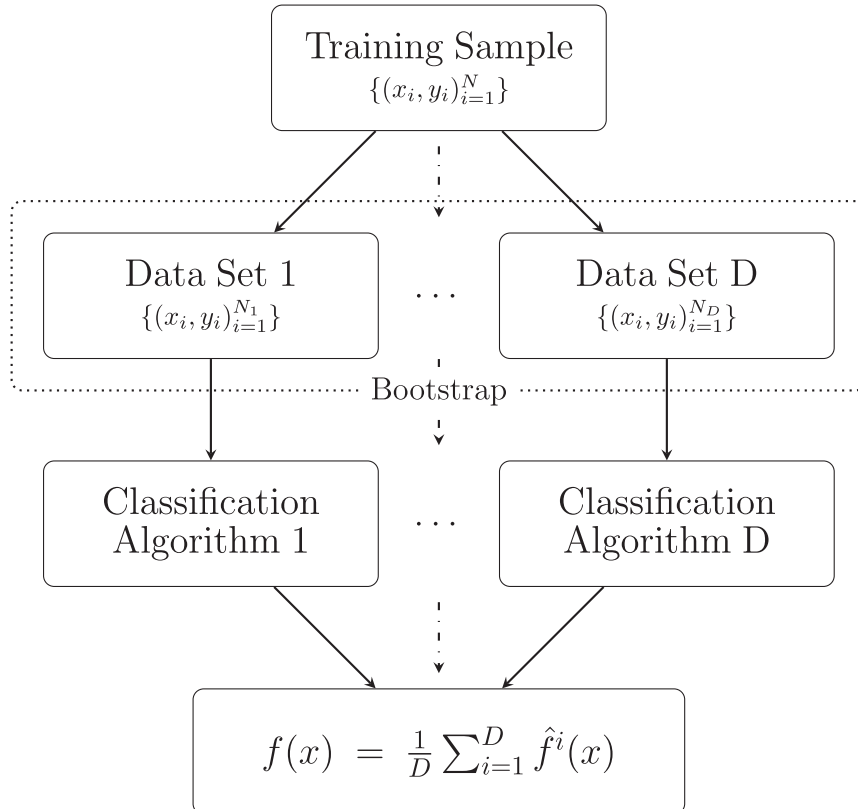 Training Sample
{(x_i, y_i)_{i=1}^{N}}
Data Set 1
{(x_i, y_i)_{i=1}^{N_1}}
· · ·
Data Set D
{(x_i, y_i)_{i=1}^{N_D}}
Bootstrap
Classification
Algorithm 1
· · ·
Classification
Algorithm D
f(x) = \frac{1}{D} \sum_{i=1}^{D} \hat{f}^i(x)